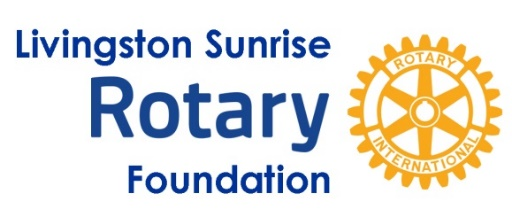 Livingston Sunrise
Rotary
Foundation
ROTARY
INTERNATIONAL